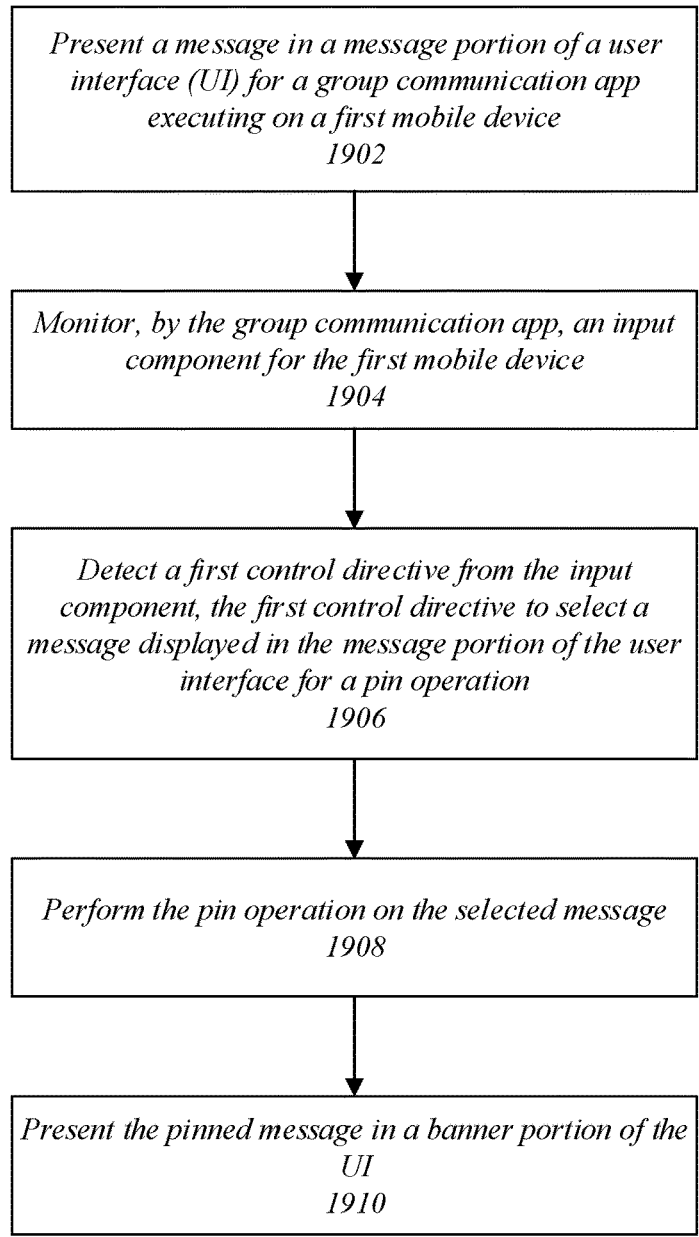 Present a message in a message portion of a user
interface (UI) for a group communication app
executing on a first mobile device
1902
Monitor, by the group communication app, an input
component for the first mobile device
1904
Detect a first control directive from the input
component, the first control directive to select a
message displayed in the message portion of the user
interface for a pin operation
1906
Perform the pin operation on the selected message
1908
Present the pinned message in a banner portion of the
UI
1910